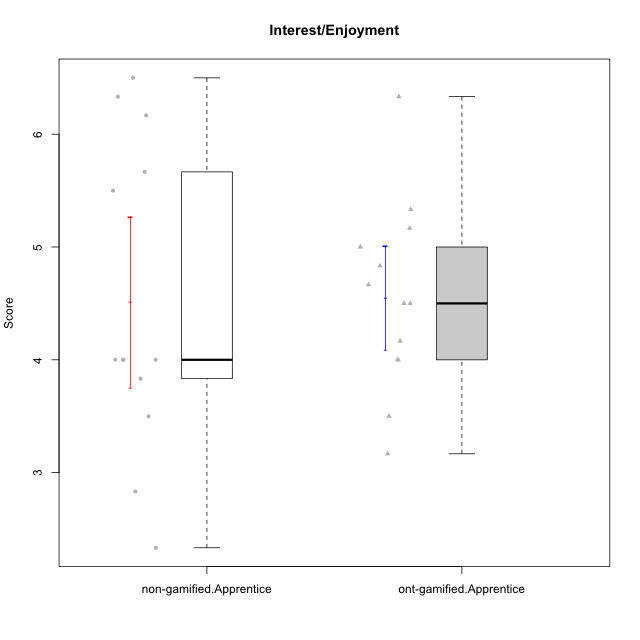 Interest/Enjoyment
Score
6
5
4
3
non-gamified.Apprentice
ont-gamified.Apprentice